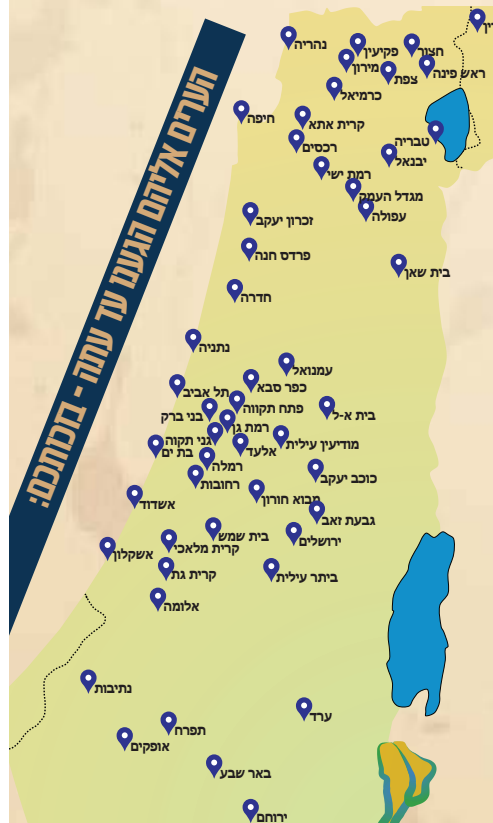 הערים אליהם הגענו עד עתה - בזכותכם:
נהריה
פקיעין
חצור
מירון
צפת
ראש פינה
כרמיאל
חיפה
קרית אתא
טבריה
רכסים
יבנאל
רמת ישי
מגדל העמק
עפולה
זכרון יעקב
פרדס חנה
בית שאן
חדרה
נתניה
עמנואל
כפר סבא
תל אביב
פתח תקווה
בני ברק
בית א-ל
רמת גן
גני תקוה
מודיעין עילית
אלעד
בת ים
רמלה
כוכב יעקב
רחובות
מבוא חורון
אשדוד
גבעת זאב
בית שמש
ירושלים
קרית מלאכי
אשקלון
קרית גת
ביתר עילית
אלומה
נתיבות
ערד
תפרח
אופקים
באר שבע
ירוחם